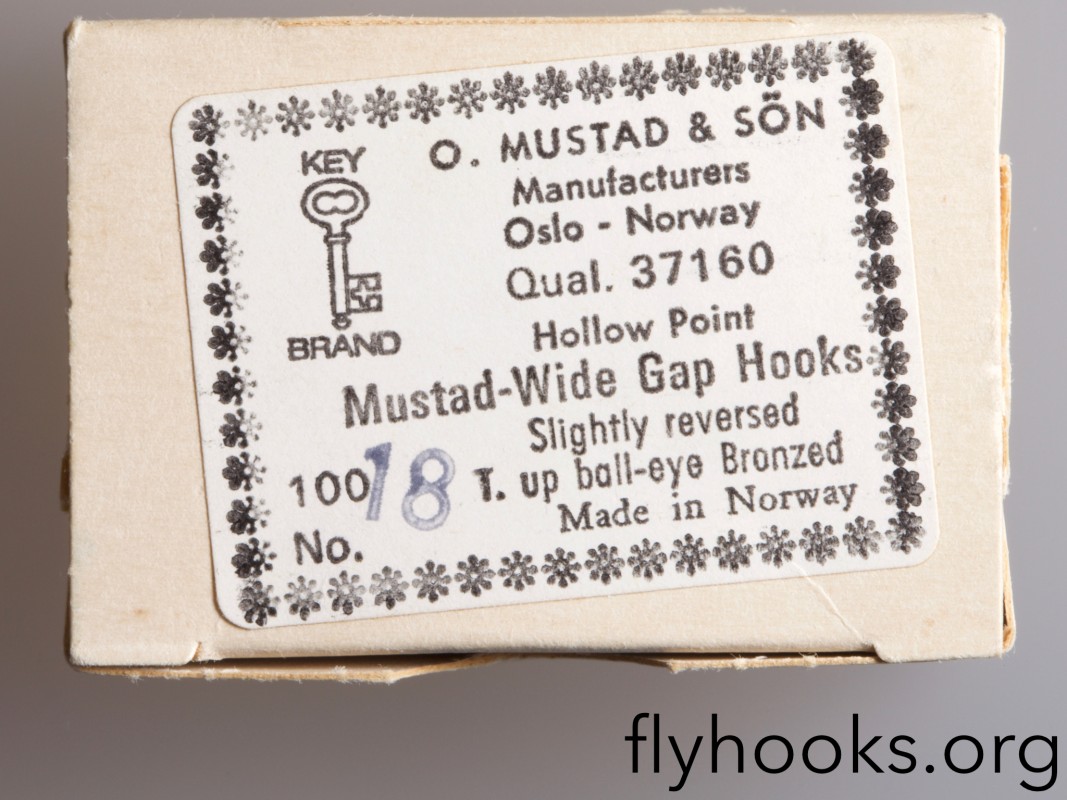 KEY
BRAND
O. MUSTAD & SÖN
Manufacturers
Oslo - Norway
Qual. 37160
Hollow Point
Mustad-Wide Gap Hooks
Slightly reversed
100 18 T. up ball-eye Bronzed
No.
Made in Norway
flyhooks.org